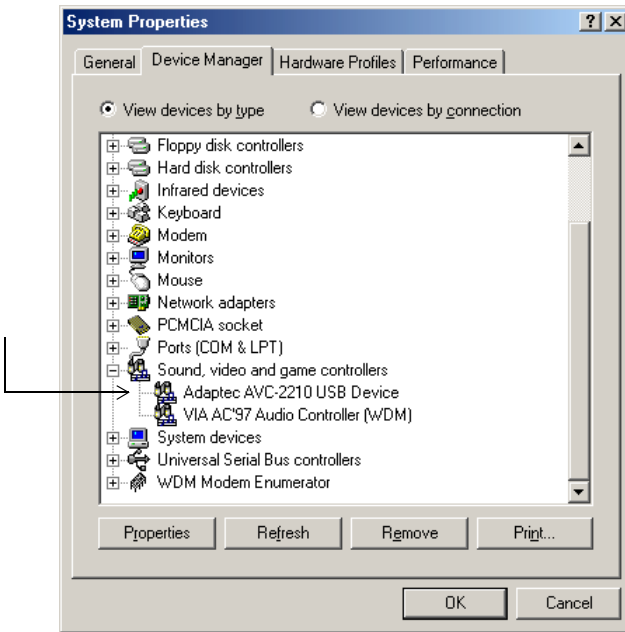 System Properties
General Device Manager Hardware Profiles Performance
View devices by type View devices by connection
Floppy disk controllers
Hard disk controllers
Infrared devices
Keyboard
Modem
Monitors
Mouse
Network adapters
PCMCIA socket
Ports (COM & LPT)
Sound, video and game controllers
Adaptec AVC-2210 USB Device
VIA AC'97 Audio Controller (WDM)
System devices
Universal Serial Bus controllers
WDM Modem Enumerator
Properties Refresh Remove Print...
OK Cancel